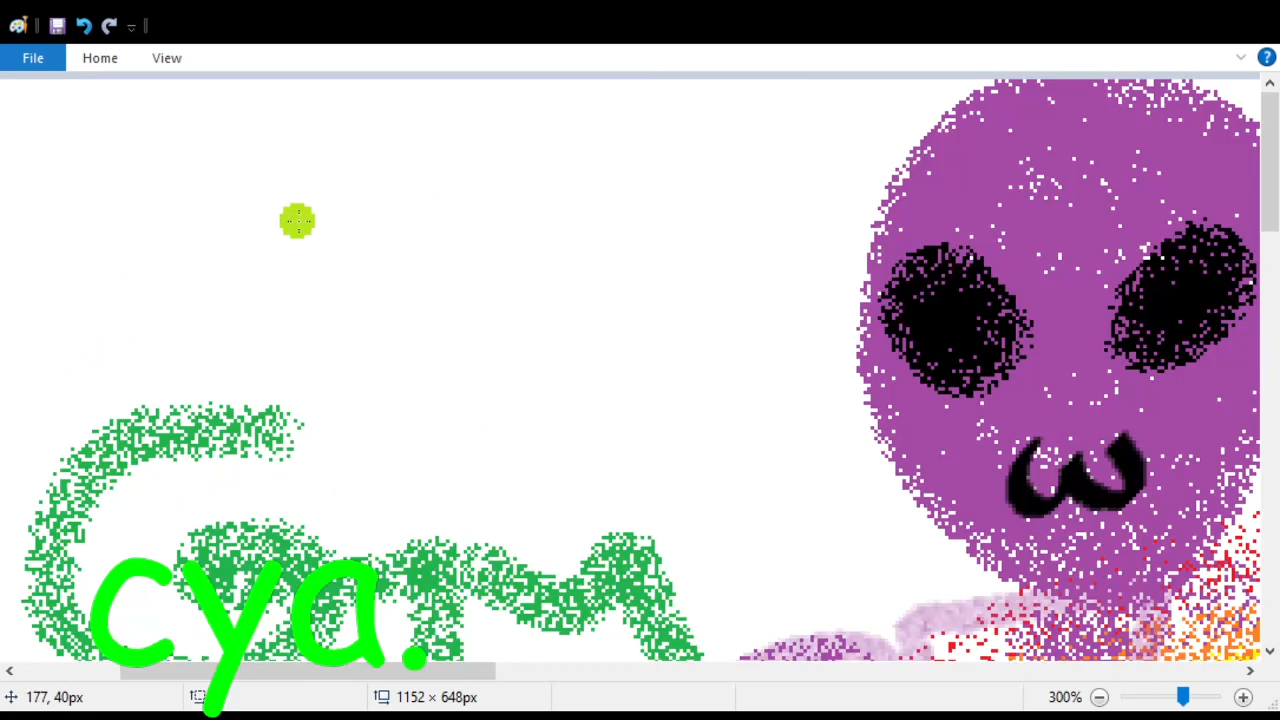 File Home View
ω
cya.
177, 40px 1152 × 648px 300%